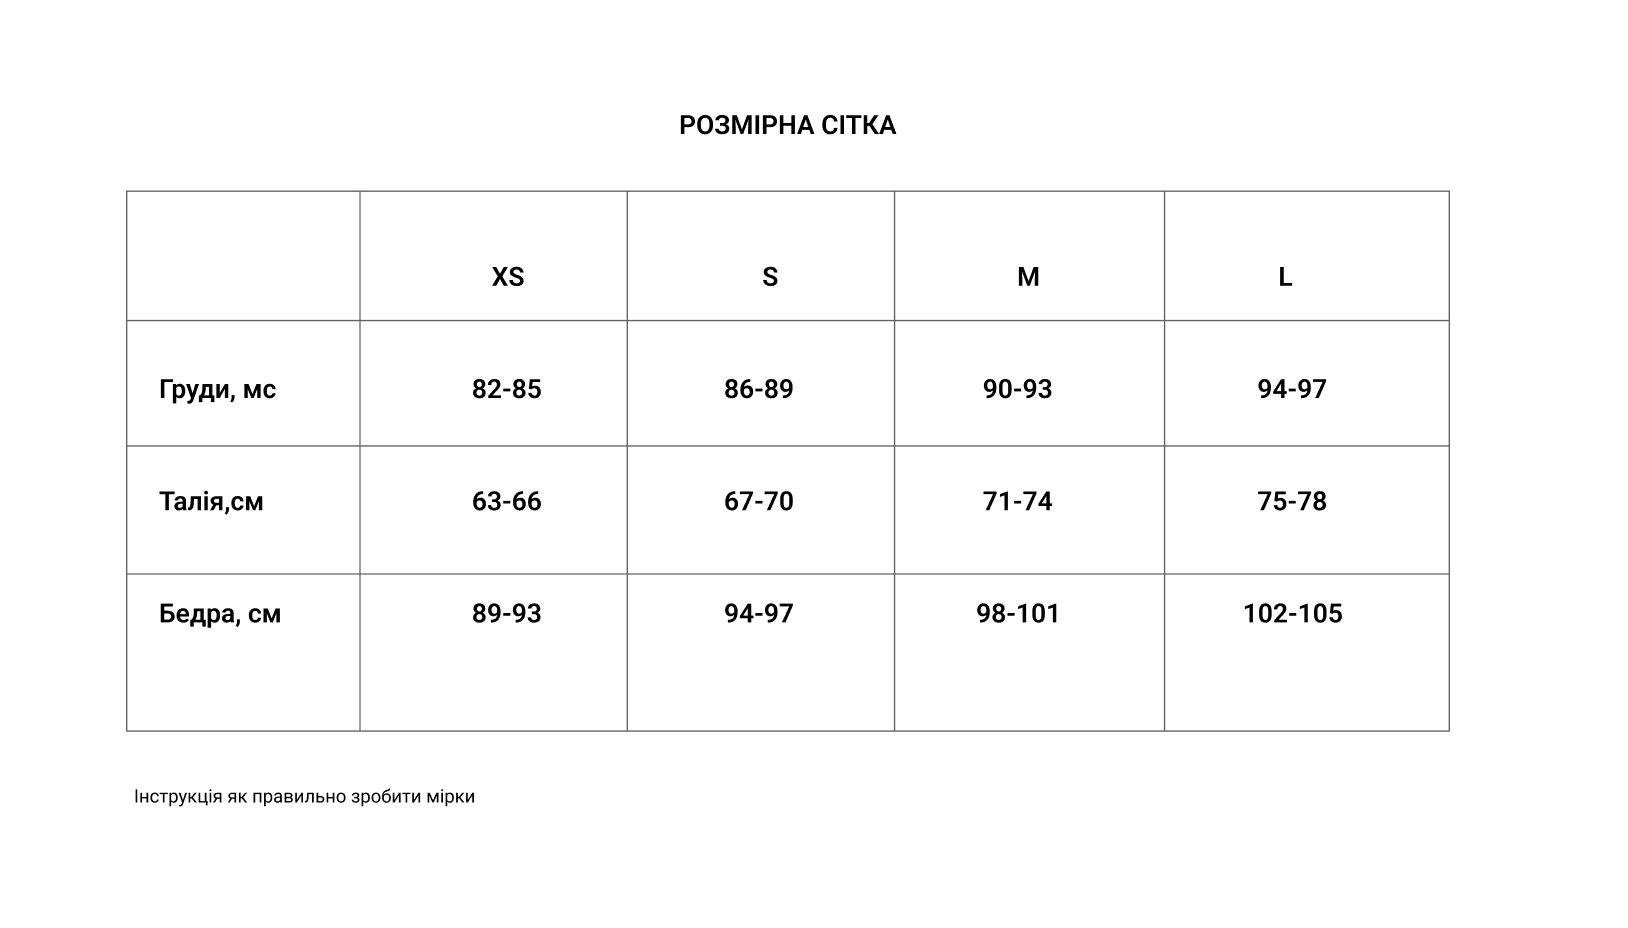 РОЗМІРНА СІТКА
XS S M L
Груди, мс 82-85 86-89 90-93 94-97
Талія,см 63-66 67-70 71-74 75-78
Бедра, см 89-93 94-97 98-101 102-105
Інструкція як правильно зробити мірки